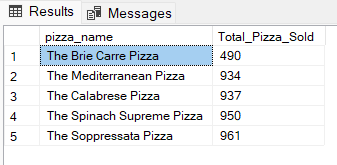 Results Messages
pizza_name Total_Pizza_Sold
1 The Brie Carre Pizza 490
2 The Mediterranean Pizza 934
3 The Calabrese Pizza 937
4 The Spinach Supreme Pizza 950
5 The Soppressata Pizza 961